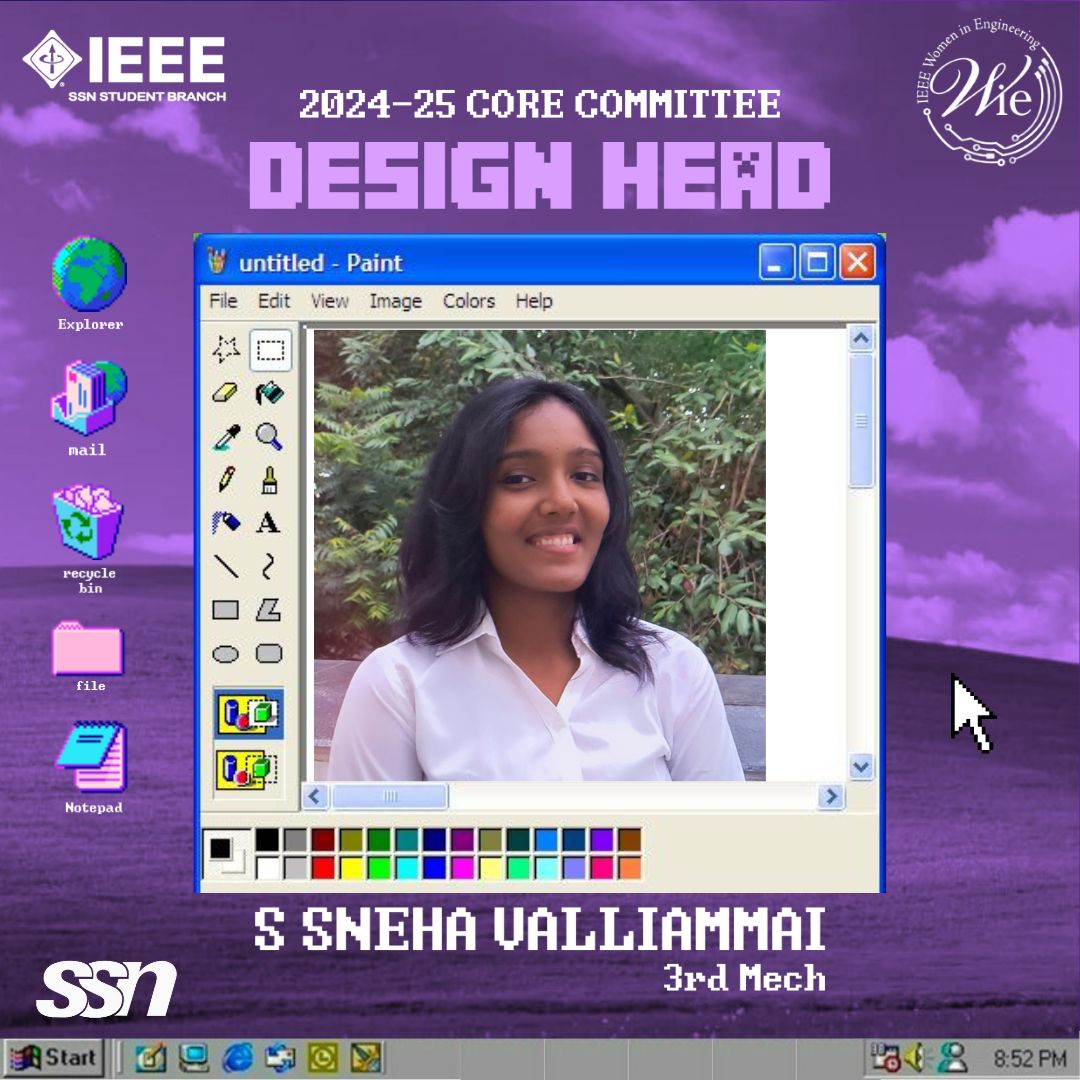 IEEE
SSN STUDENT BRANCH
IEEE Women in Engineering
Wie
2024-25 CORE COMMITTEE
DESIGN HEAD
untitled - Paint
File Edit View Image Colors Help
A
Explorer
mail
recycle
bin
file
Notepad
S SNEHA VALLIAMMAI
3rd Mech
ssn
Start
8:52 PM